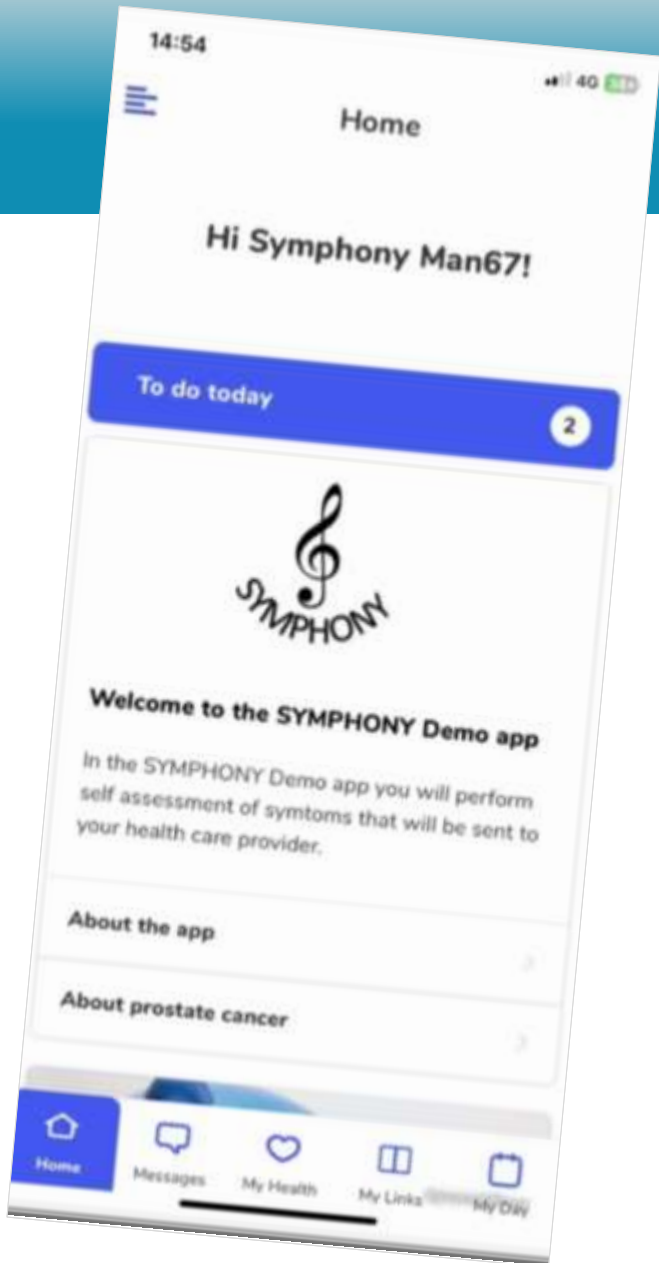 14:54
4G
Home
Hi Symphony Man67!
To do today
2
SYMPHONY
Welcome to the SYMPHONY Demo app
In the SYMPHONY Demo app you will perform
self assessment of symtoms that will be sent to
your health care provider.
About the app
About prostate cancer
Home
Messages
My Health
My Links
My Day